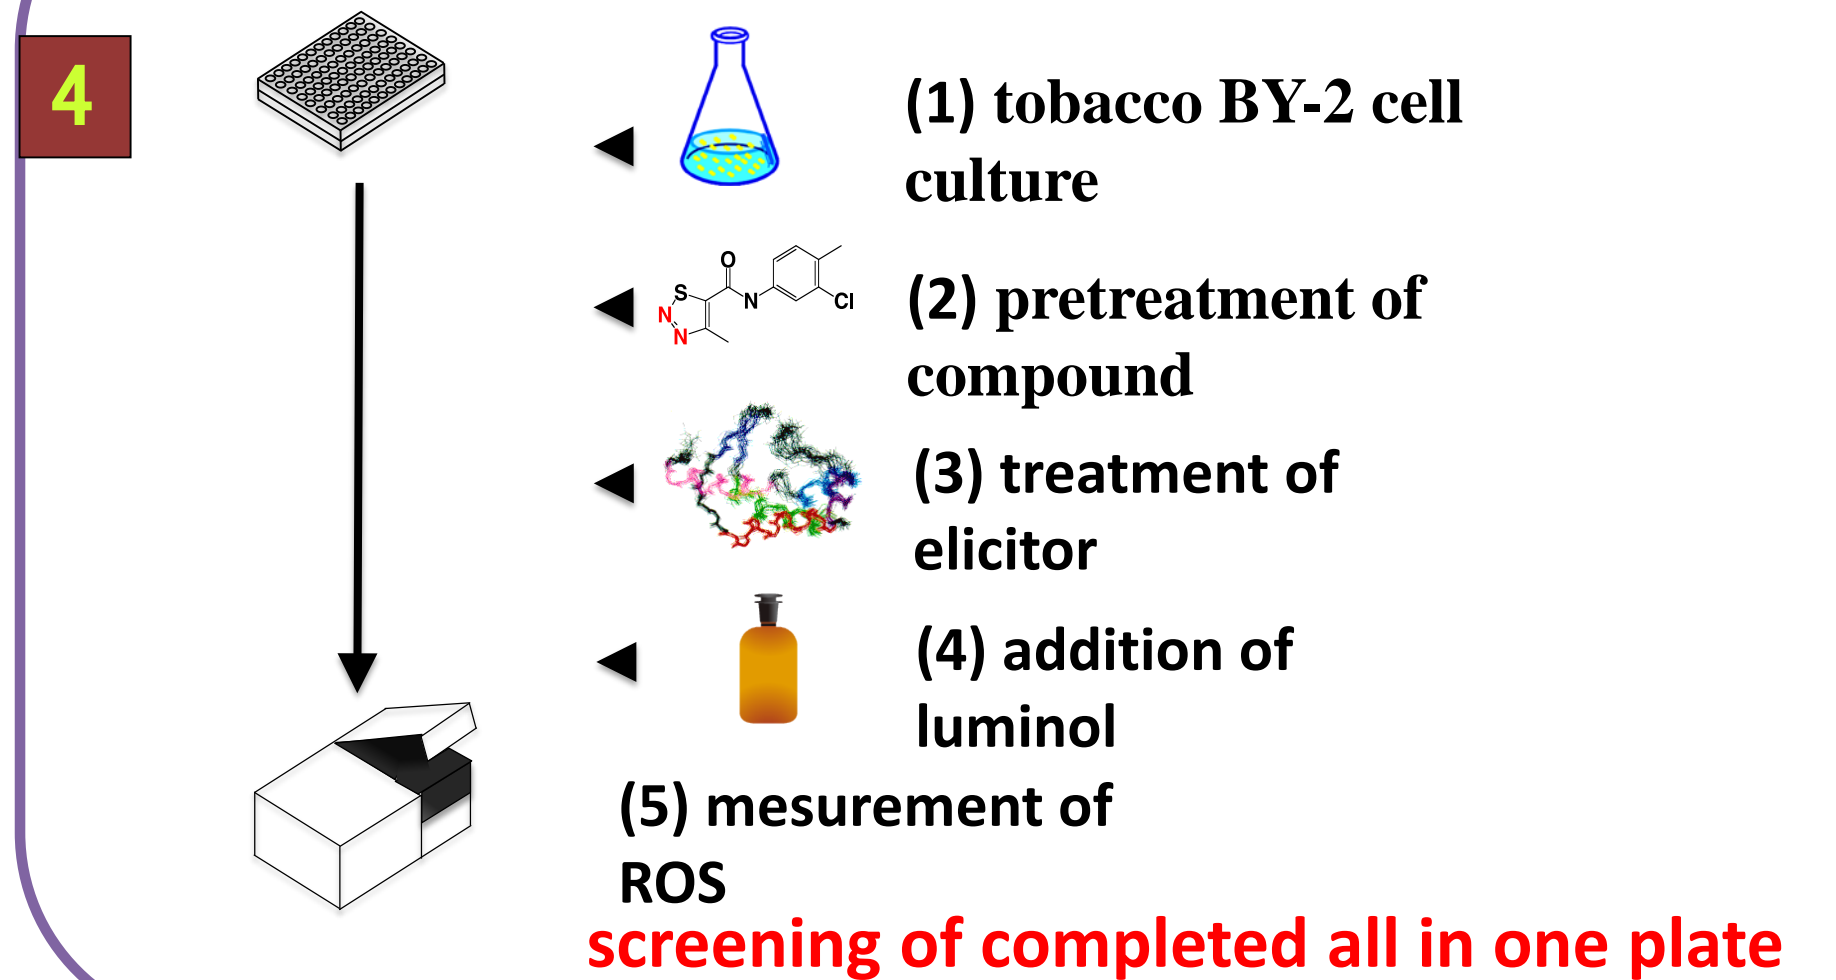 4
(1) tobacco BY-2 cell
culture
O
S
N
N
N
Cl
(2) pretreatment of
compound
(3) treatment of
elicitor
(4) addition of
luminol
(5) mesurement of
ROS
screening of completed all in one plate